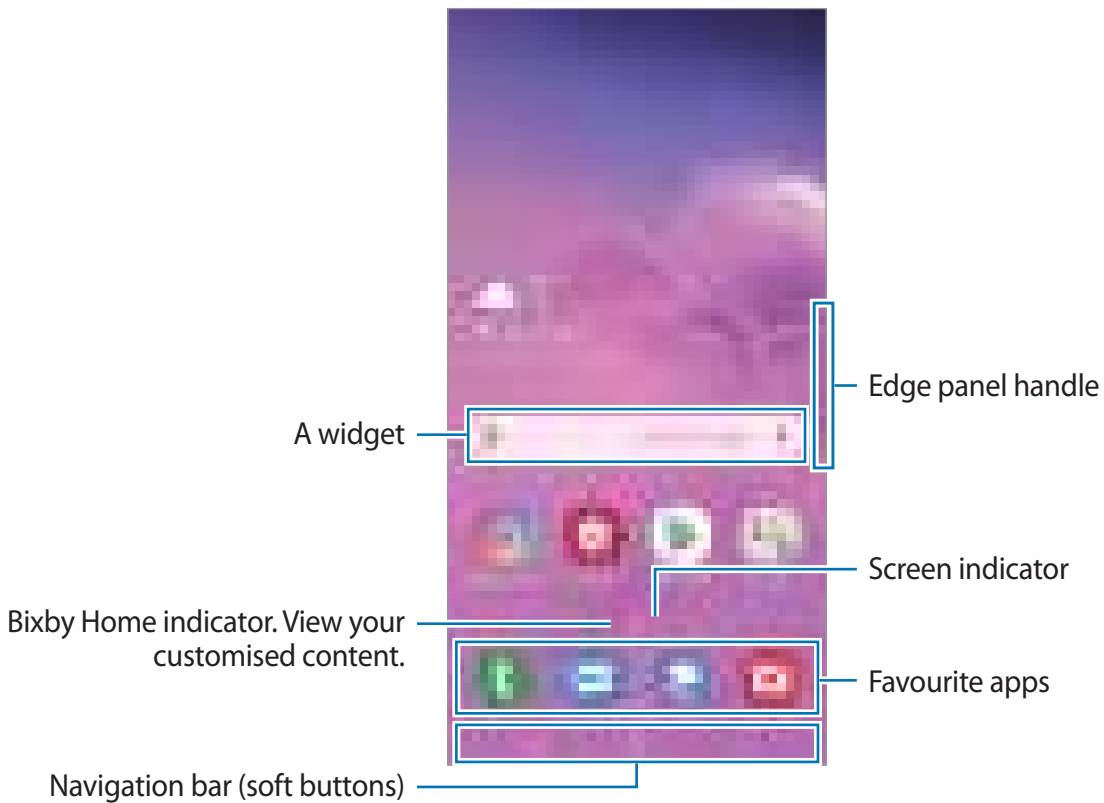 Edge panel handle
A widget
Screen indicator
Bixby Home indicator. View your
customised content.
Favourite apps
Navigation bar (soft buttons)